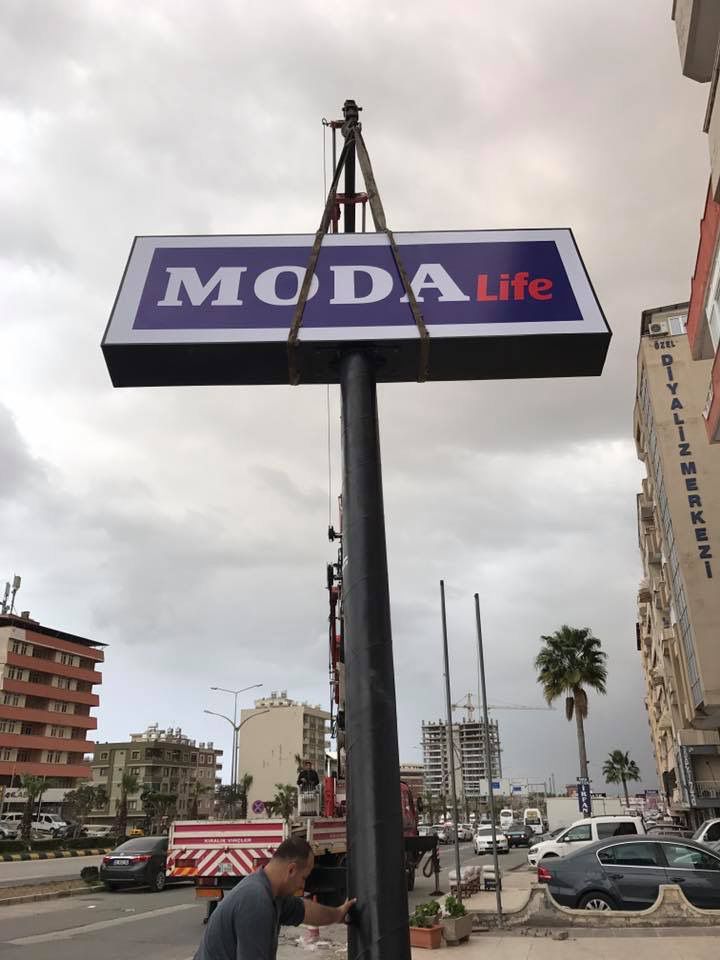 MODA Life
ÖZEL
DİYALİZ MERKEZİ
KİRALIK VİNÇLER